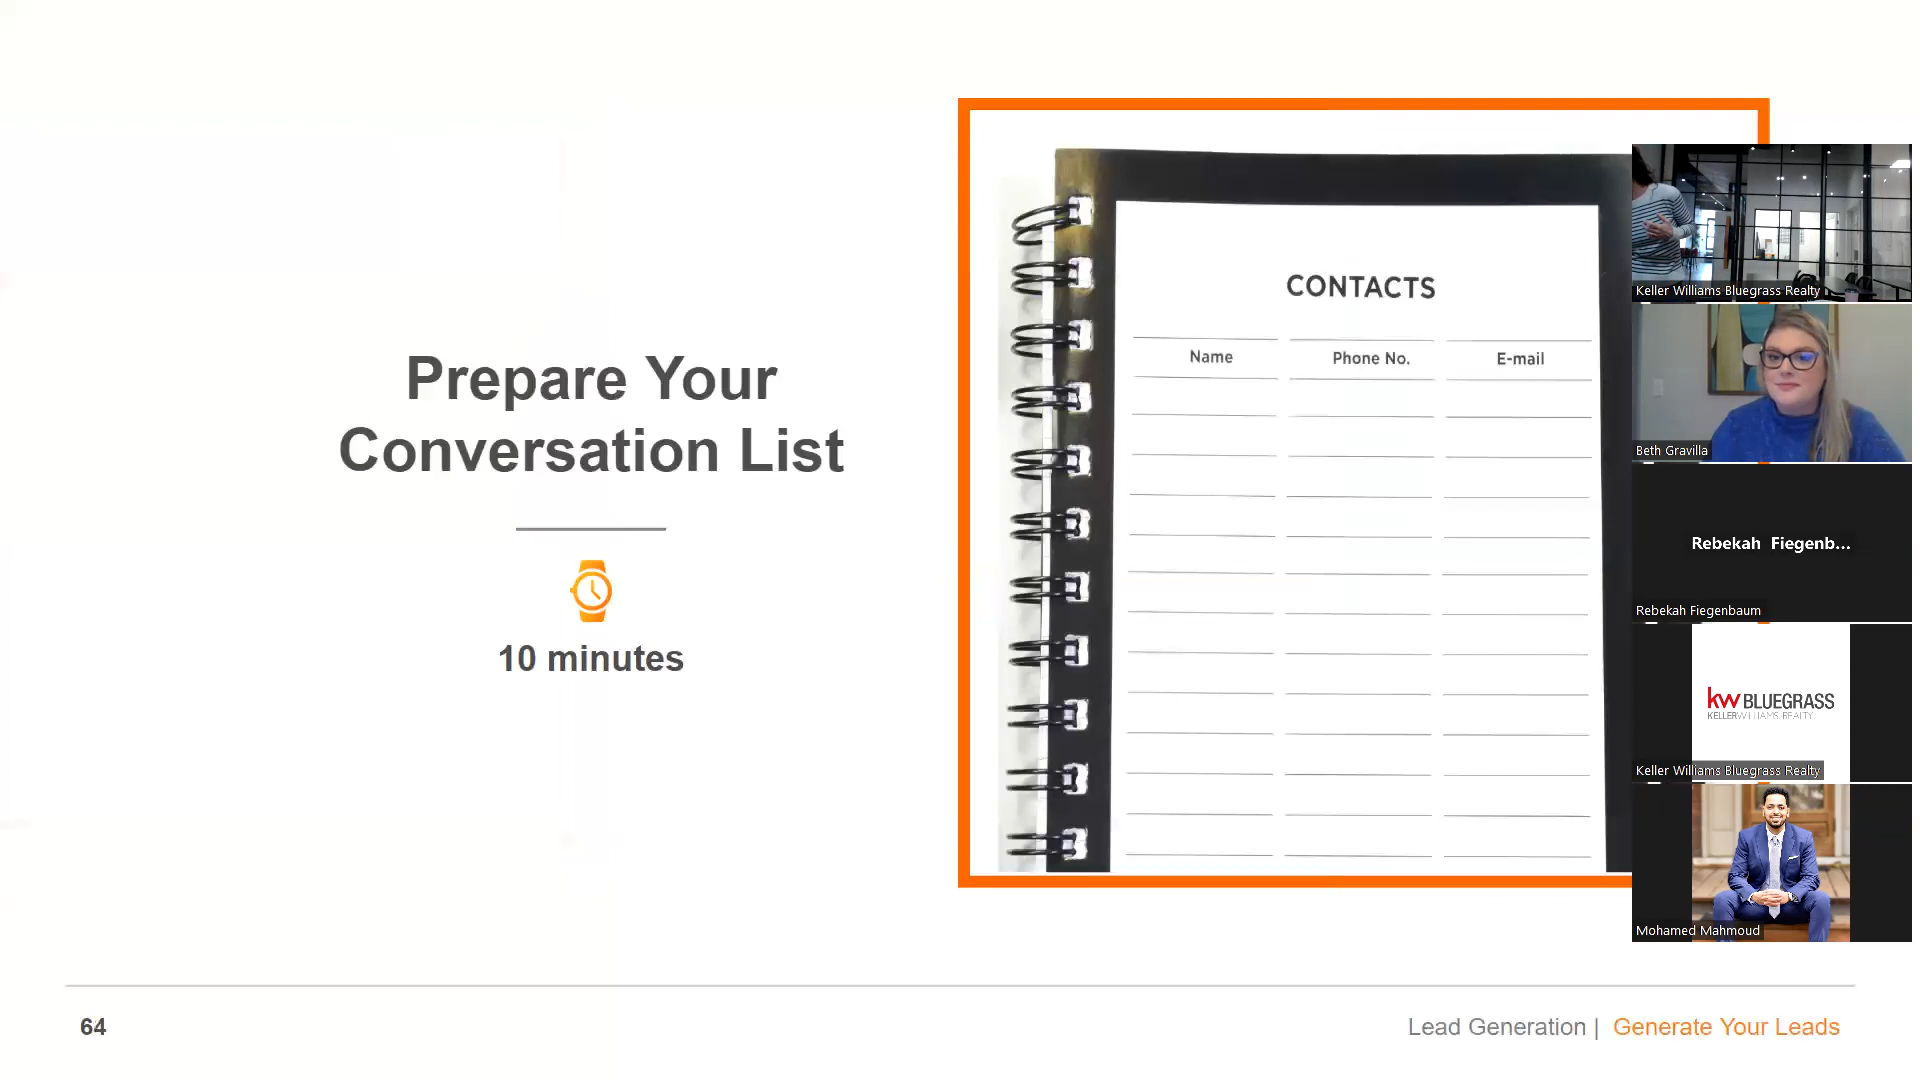 Prepare Your
Conversation List
10 minutes
CONTACTS
Name Phone No. E-mail
Keller Williams Bluegrass Realty
Beth Gravilla
Rebekah Fiegenb...
Rebekah Fiegenbaum
kw BLUEGRASS
KELLERWILLIAMS. REALTY
Keller Williams Bluegrass Realty
Mohamed Mahmoud
64
Lead Generation | Generate Your Leads